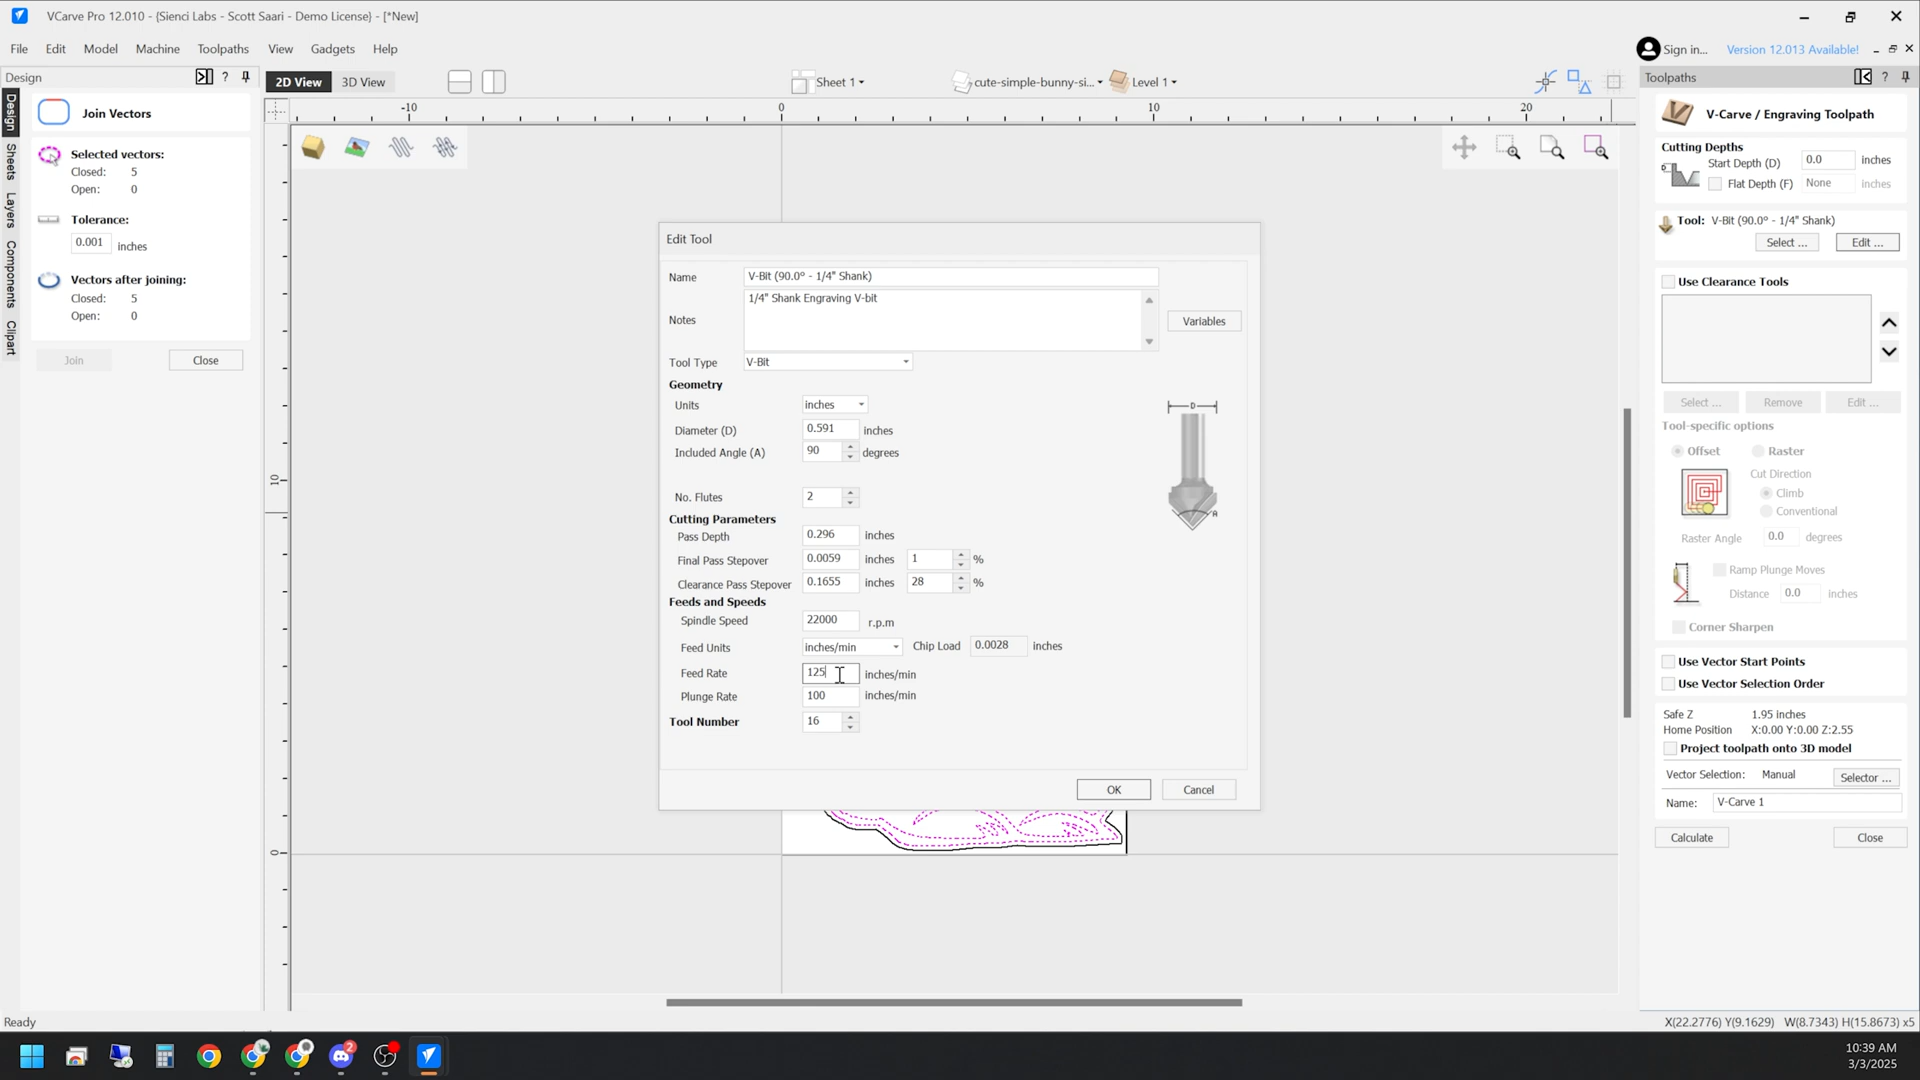 VCarve Pro 12.010 - {Sienci Labs - Scott Saari - Demo License} - [*New]
File Edit Model Machine Toolpaths View Gadgets Help
Sign in... Version 12.013 Available!
Design ?
2D View 3D View Sheet 1 cute-simple-bunny-si... Level 1
Toolpaths ?
Design
Sheets
Layers
Components
Clipart
Join Vectors
Selected vectors:
Closed: 5
Open: 0
Tolerance:
0.001 inches
Vectors after joining:
Closed: 5
Open: 0
Join Close
-10 0 10 20
10
0
Edit Tool
Name V-Bit (90.0° - 1/4" Shank)
Notes 1/4" Shank Engraving V-bit
Variables
Tool Type V-Bit
Geometry
Units inches
Diameter (D) 0.591 inches
Included Angle (A) 90 degrees
No. Flutes 2
D
A
Cutting Parameters
Pass Depth 0.296 inches
Final Pass Stepover 0.0059 inches 1 %
Clearance Pass Stepover 0.1655 inches 28 %
Feeds and Speeds
Spindle Speed 22000 r.p.m
Feed Units inches/min Chip Load 0.0028 inches
Feed Rate 125 inches/min
Plunge Rate 100 inches/min
Tool Number 16
OK Cancel
V-Carve / Engraving Toolpath
Cutting Depths
Start Depth (D) 0.0 inches
Flat Depth (F) None inches
Tool: V-Bit (90.0° - 1/4" Shank)
Select ... Edit ...
Use Clearance Tools
Select ... Remove Edit ...
Tool-specific options
Offset Raster
Cut Direction
Climb
Conventional
Raster Angle 0.0 degrees
Ramp Plunge Moves
Distance 0.0 inches
Corner Sharpen
Use Vector Start Points
Use Vector Selection Order
Safe Z 1.95 inches
Home Position X:0.00 Y:0.00 Z:2.55
Project toolpath onto 3D model
Vector Selection: Manual Selector ...
Name: V-Carve 1
Calculate Close
Ready
X(22.2776) Y(9.1629) W(8.7343) H(15.8673) x5
2
10:39 AM
3/3/2025